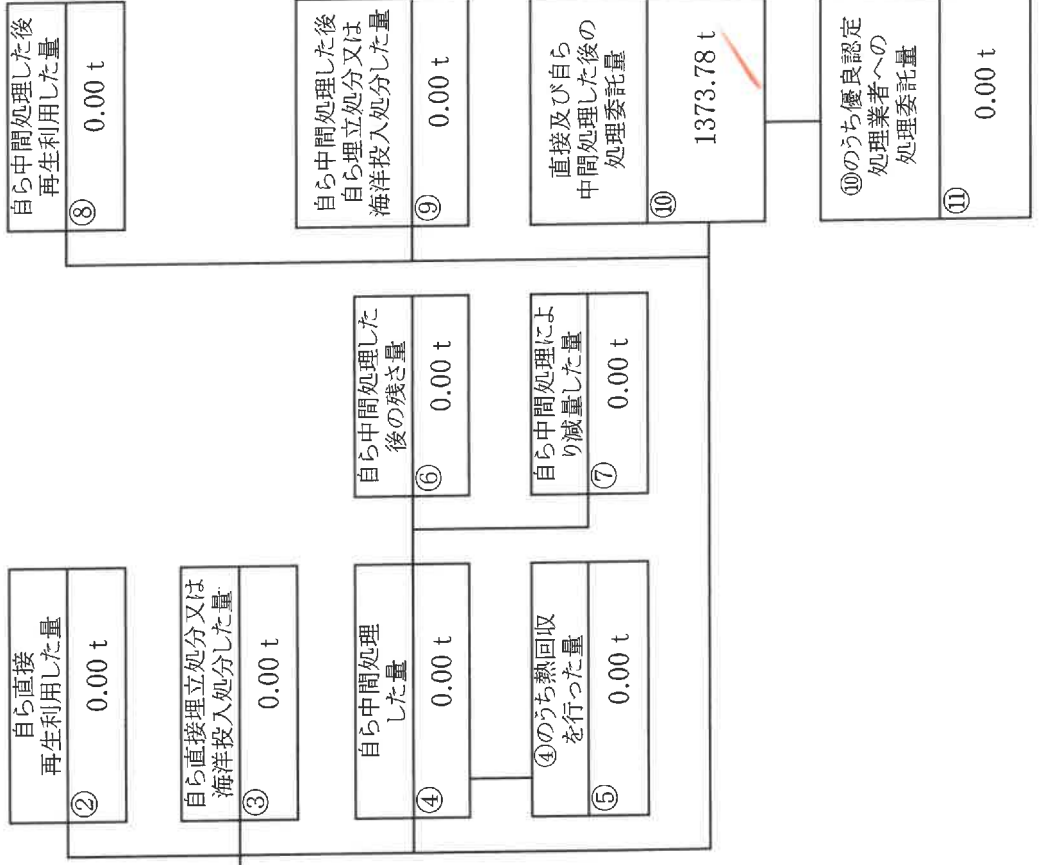 自ら直接
再生利用した量
② 0.00 t
自ら直接埋立処分又は
海洋投入処分した量
③ 0.00 t
自ら中間処理
した量
④ 0.00 t
④のうち熱回収
を行った量
⑤ 0.00 t
自ら中間処理した
後の残さ量
⑥ 0.00 t
自ら中間処理によ
り減量した量
⑦ 0.00 t
自ら中間処理した後
再生利用した量
⑧ 0.00 t
自ら中間処理した後
自ら埋立処分又は
海洋投入処分した量
⑨ 0.00 t
直接及び自ら
中間処理した後の
処理委託量
⑩ 1373.78 t
⑩のうち優良認定
処理業者への
処理委託量
⑪ 0.00 t